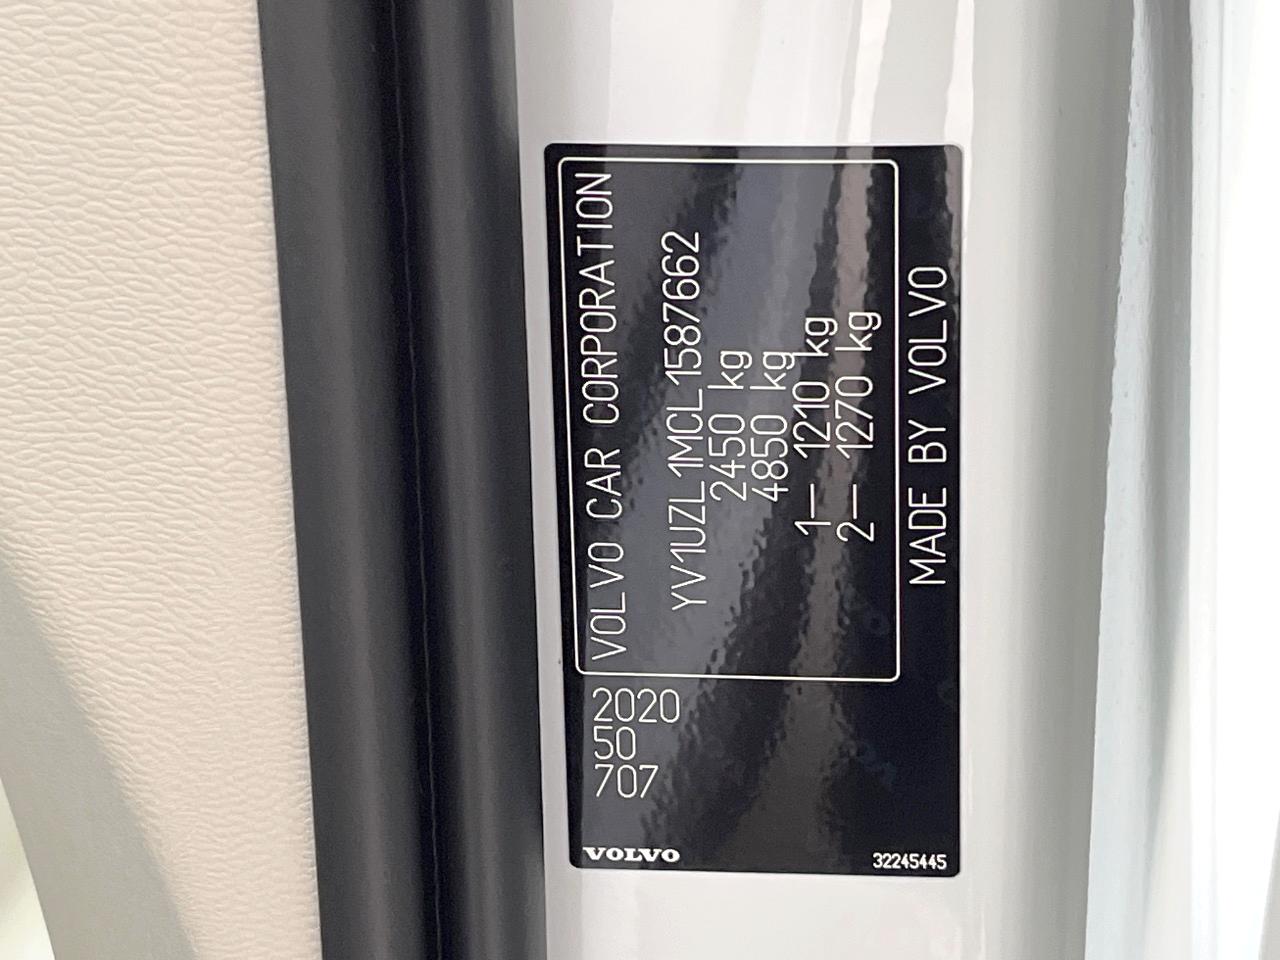 VOLVO CAR CORPORATION
YV1UZL1MCL1587662
2450 kg
4850 kg
1— 1210 kg
2— 1270 kg
MADE BY VOLVO
2020
50
707
VOLVO
32245445